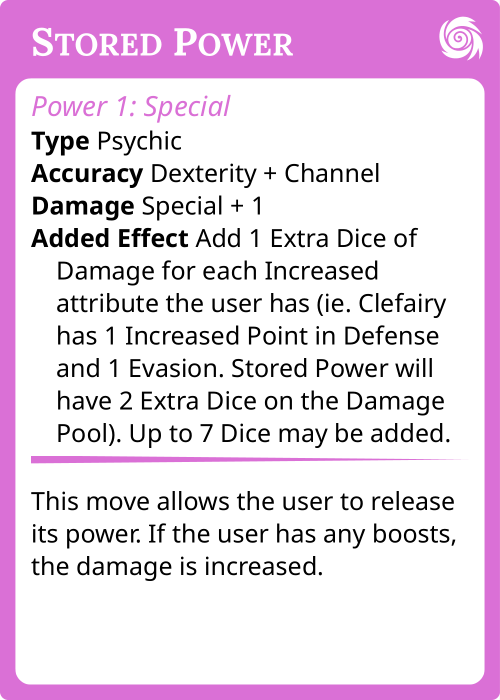 Stored Power
Power 1: Special
Type Psychic
Accuracy Dexterity + Channel
Damage Special + 1
Added Effect Add 1 Extra Dice of
Damage for each Increased
attribute the user has (ie. Clefairy
has 1 Increased Point in Defense
and 1 Evasion. Stored Power will
have 2 Extra Dice on the Damage
Pool). Up to 7 Dice may be added.
This move allows the user to release
its power. If the user has any boosts,
the damage is increased.